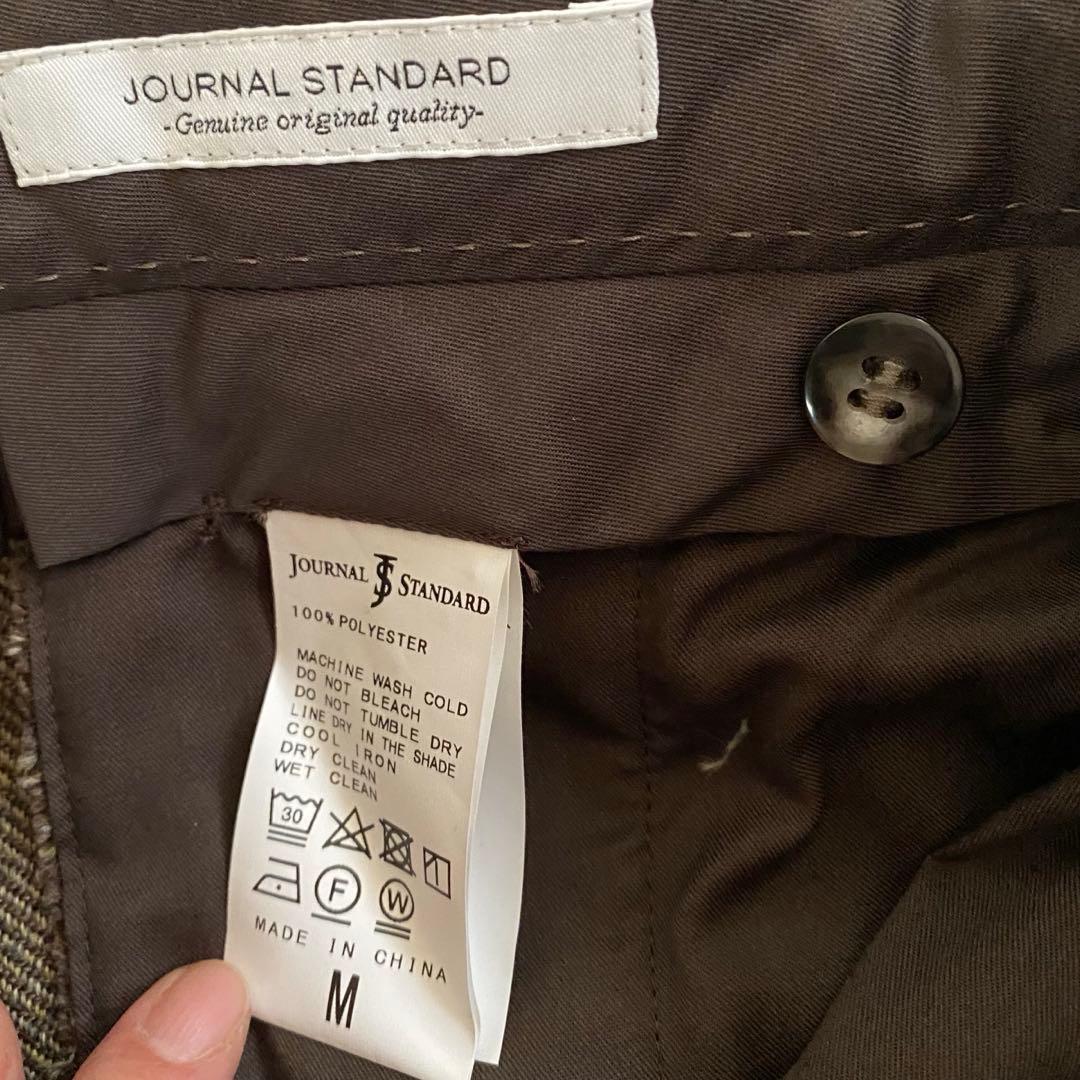 JOURNAL STANDARD
-Genuine original quality-
JOURNAL JS STANDARD
100% POLYESTER
MACHINE WASH COLD
DO NOT BLEACH
DO NOT TUMBLE DRY
LINE DRY IN THE SHADE
COOL IRON
DRY CLEAN
WET CLEAN
30
F W
MADE IN CHINA
M